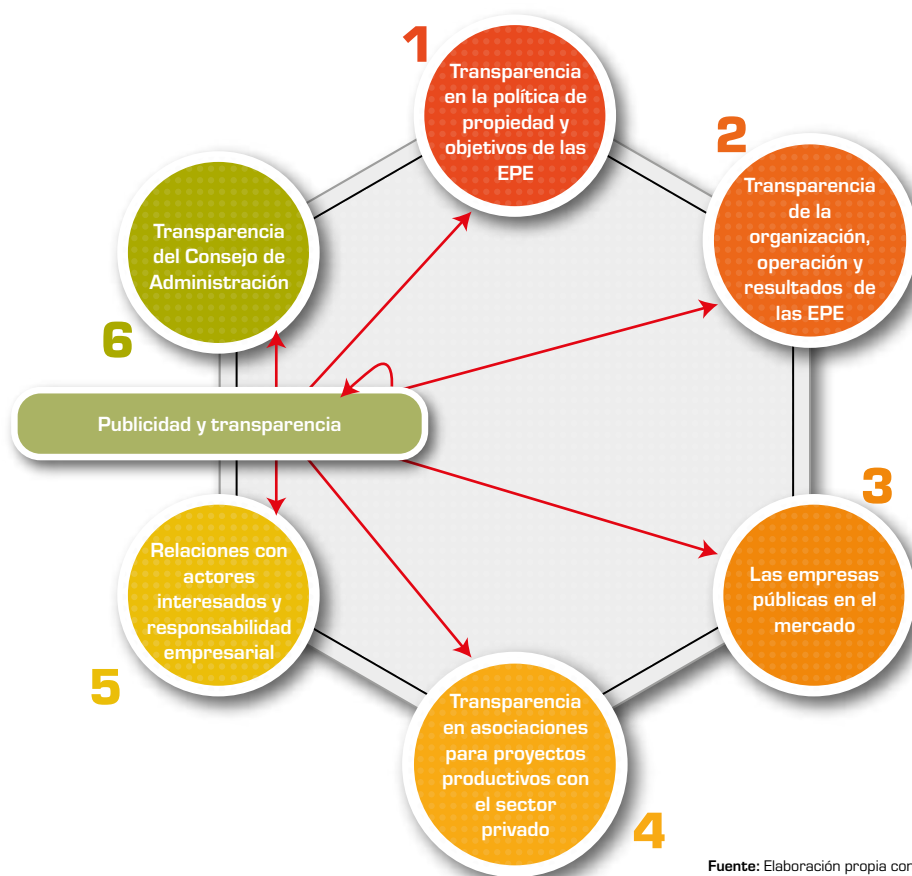 1
Transparencia
en la política de
propiedad y
objetivos de las
EPE
2
Transparencia
de la
organización,
operación y
resultados de
las EPE
3
Las empresas
públicas en el
mercado
4
Transparencia
en asociaciones
para proyectos
productivos con
el sector
privado
5
Relaciones con
actores
interesados y
responsabilidad
empresarial
6
Transparencia
del Consejo de
Administración
Publicidad y transparencia
Fuente: Elaboración propia con